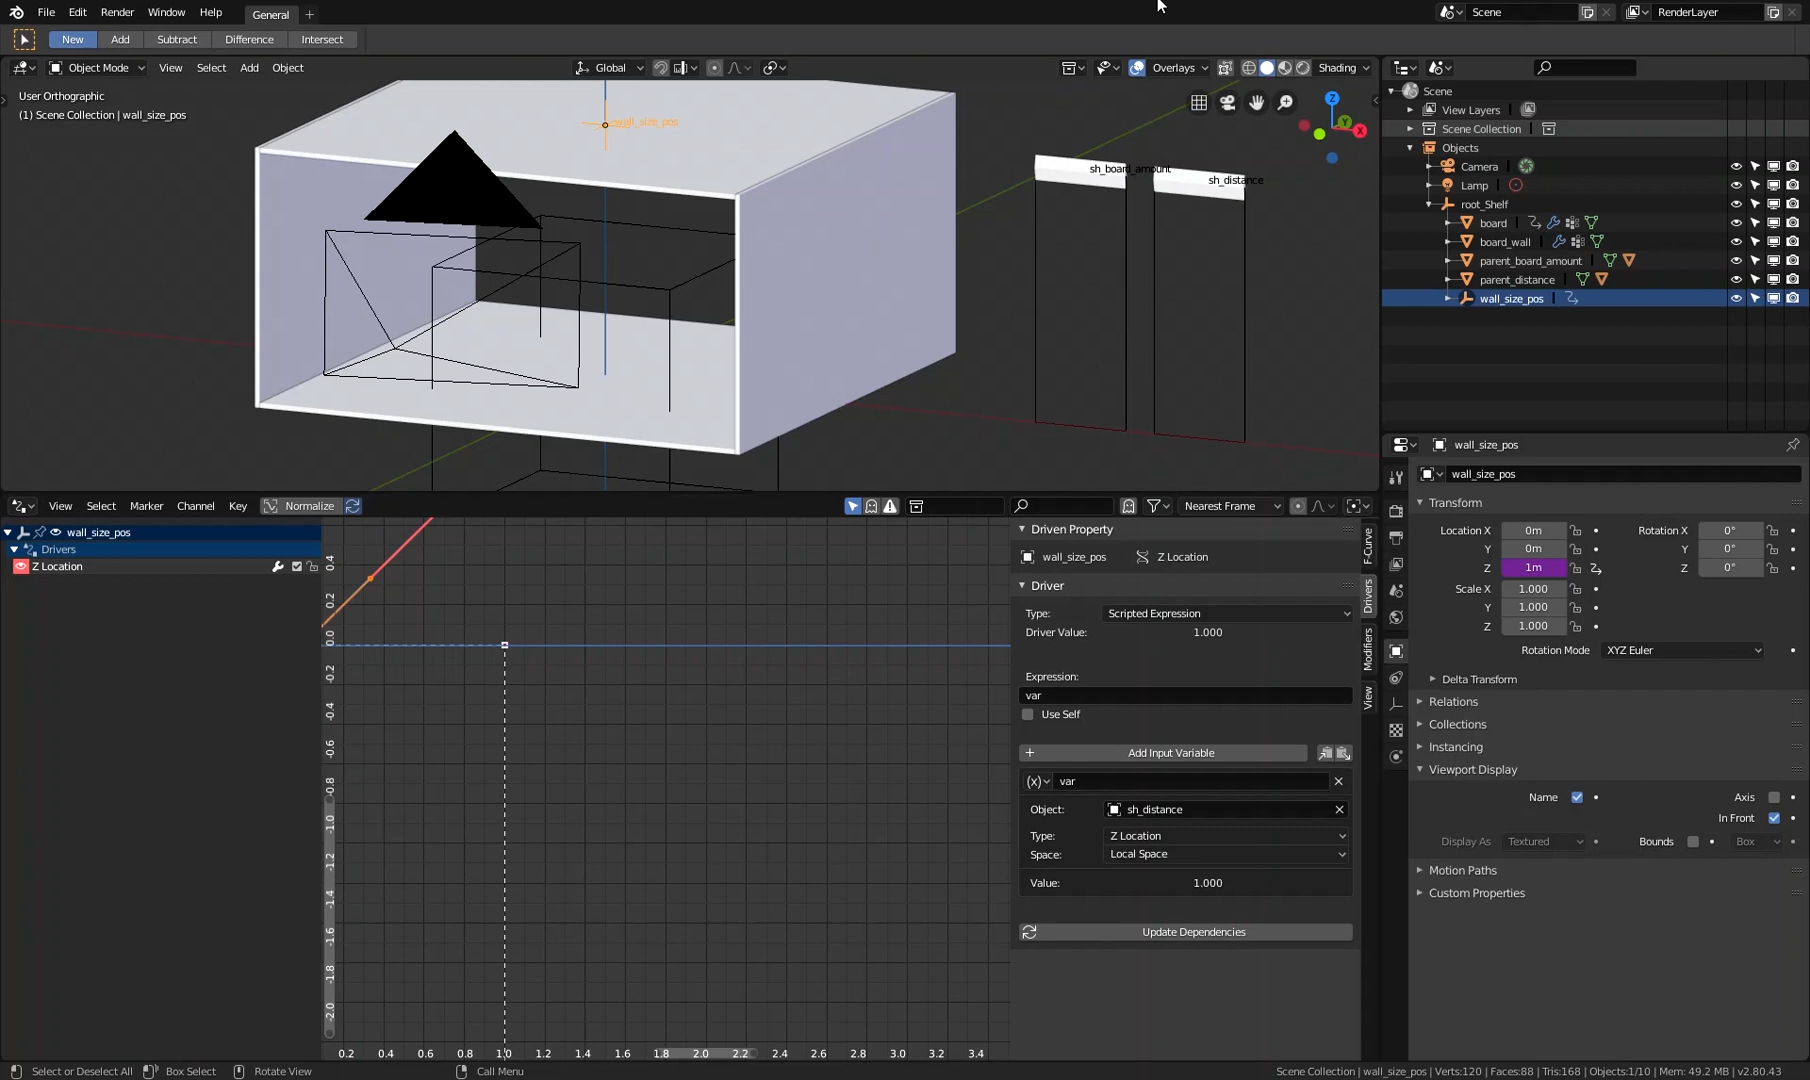 File Edit Render Window Help General +
Scene RenderLayer
New Add Subtract Difference Intersect
Object Mode View Select Add Object Global Overlays Shading
User Orthographic
(1) Scene Collection | wall_size_pos
wall_size_pos
sh_board_amount
sh_distance
Z
Y
X
Scene
View Layers
Scene Collection
Objects
Camera
Lamp
root_Shelf
board
board_wall
parent_board_amount
parent_distance
wall_size_pos
View Select Marker Channel Key Normalize Nearest Frame
wall_size_pos
Drivers
Z Location
0.4
0.2
0.0
-0.2
-0.4
-0.6
-0.8
-1.0
-1.2
-1.4
-1.6
-1.8
-2.0
0.2 0.4 0.6 0.8 1.0 1.2 1.4 1.6 1.8 2.0 2.2 2.4 2.6 2.8 3.0 3.2 3.4
Driven Property
wall_size_pos Z Location
Driver
Type: Scripted Expression
Driver Value: 1.000
Expression:
var
Use Self
+ Add Input Variable
(x) var
Object: sh_distance
Type: Z Location
Space: Local Space
Value: 1.000
Update Dependencies
F-Curve
Drivers
Modifiers
View
wall_size_pos
wall_size_pos
Transform
Location X 0m Rotation X 0°
Y 0m Y 0°
Z 1m Z 0°
Scale X 1.000
Y 1.000
Z 1.000
Rotation Mode XYZ Euler
Delta Transform
Relations
Collections
Instancing
Viewport Display
Name Axis
In Front
Display As Textured Bounds Box
Motion Paths
Custom Properties
Select or Deselect All Box Select Rotate View Call Menu Scene Collection | wall_size_pos | Verts:120 | Faces:88 | Tris:168 | Objects:1/10 | Mem: 49.2 MB | v2.80.43